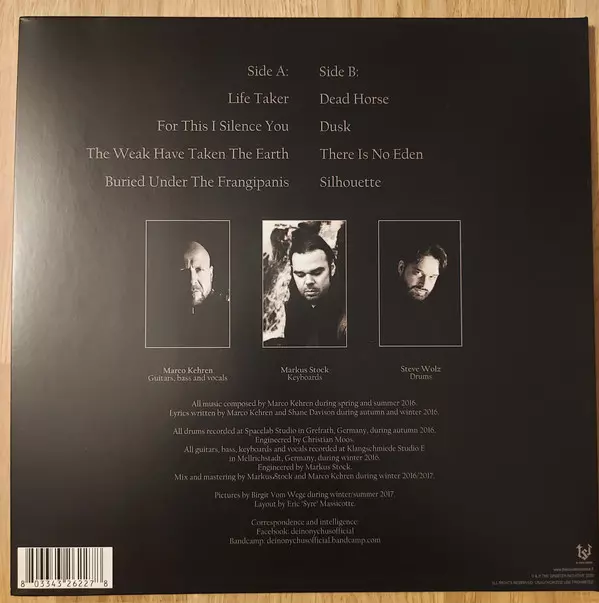 Side A:
Life Taker
For This I Silence You
The Weak Have Taken The Earth
Buried Under The Frangipanis
Side B:
Dead Horse
Dusk
There Is No Eden
Silhouette
Marco Kehren
Guitars, bass and vocals
Markus Stock
Keyboards
Steve Wolz
Drums
All music composed by Marco Kehren during spring and summer 2016.
Lyrics written by Marco Kehren and Shane Davison during autumn and winter 2016.
All drums recorded at Spacelab Studio in Grefrath, Germany, during autumn 2016.
Engineered by Christian Moos.
All guitars, bass, keyboards and vocals recorded at Klangschmiede Studio E
in Mellrichstadt, Germany, during winter 2016.
Engineered by Markus Stock.
Mix and mastering by Markus Stock and Marco Kehren during winter 2016/2017.
Pictures by Birgit Vom Wege during winter/summer 2017.
Layout by Eric 'Syre' Massicotte.
Correspondence and intelligence:
Facebook: deinonychusofficial
Bandcamp: deinonychusofficial.bandcamp.com
8 03343 26227 8